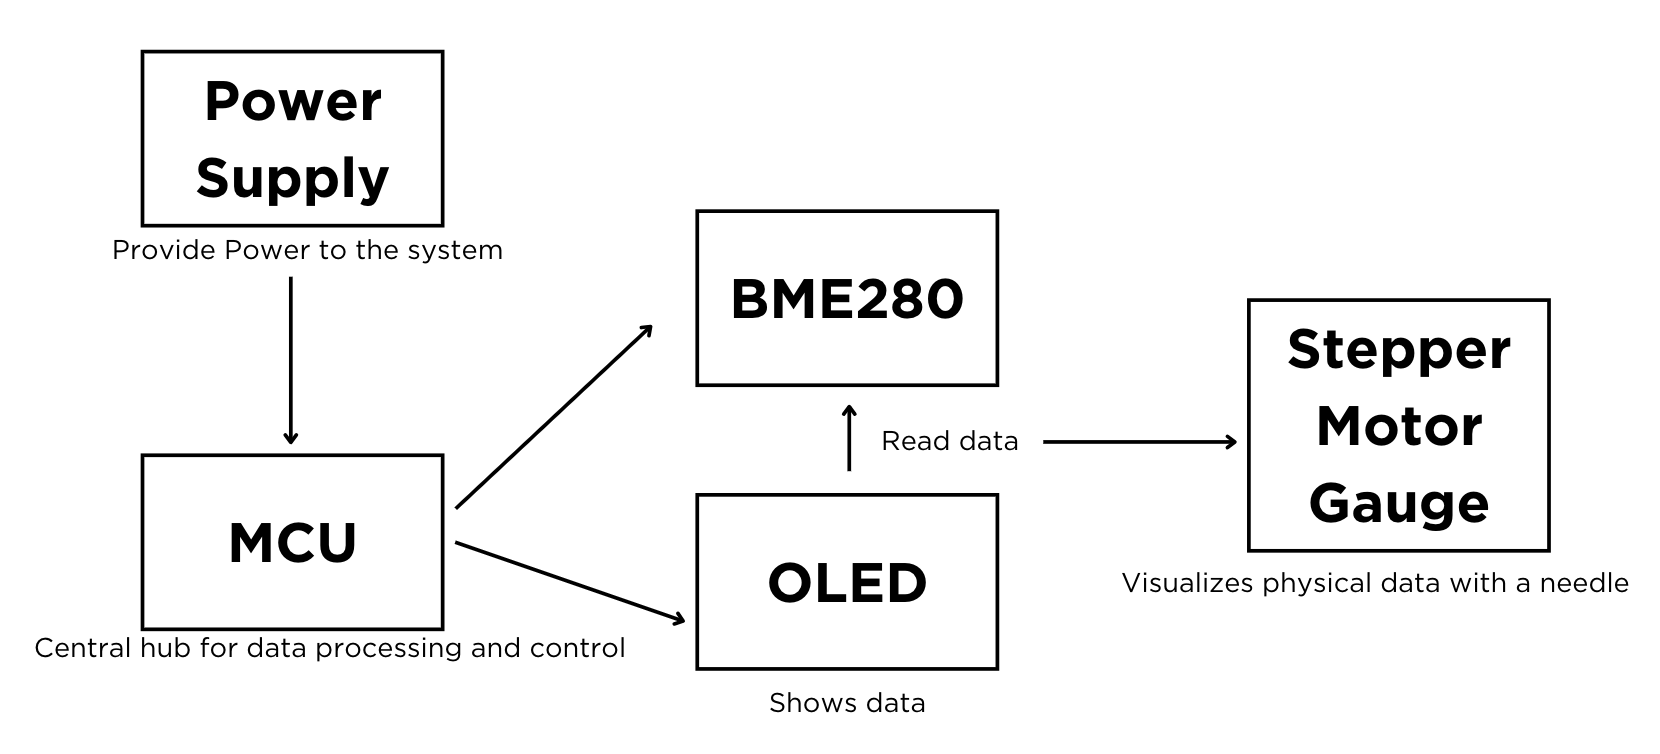 Power
Supply
Provide Power to the system
MCU
Central hub for data processing and control
BME280
Read data
OLED
Shows data
Stepper
Motor
Gauge
Visualizes physical data with a needle